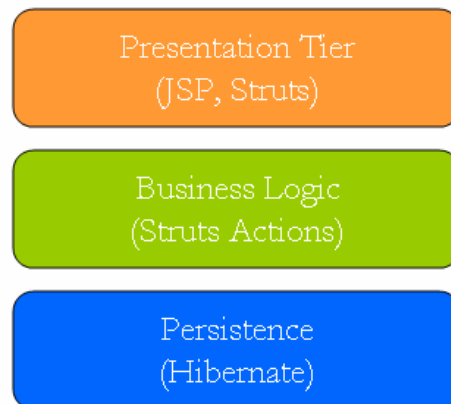 Presentation Tier
(JSP, Struts)
Business Logic
(Struts Actions)
Persistence
(Hibernate)